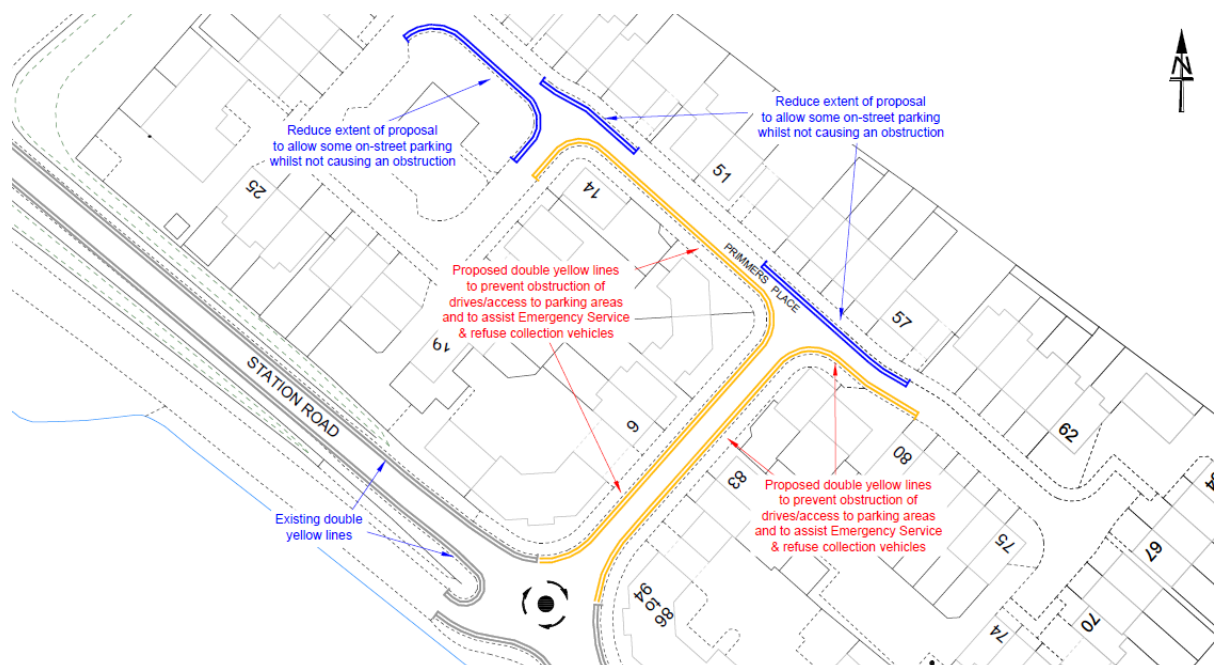 N
Reduce extent of proposal
to allow some on-street parking
whilst not causing an obstruction
Reduce extent of proposal
to allow some on-street parking
whilst not causing an obstruction
25
14
51
PRIMMERS PLACE
57
Proposed double yellow lines
to prevent obstruction of
drives/access to parking areas
and to assist Emergency Service
& refuse collection vehicles
19
STATION ROAD
6
62
80
83
Proposed double yellow lines
to prevent obstruction of
drives/access to parking areas
and to assist Emergency Service
& refuse collection vehicles
Existing double
yellow lines
75
67
86
94
70
74